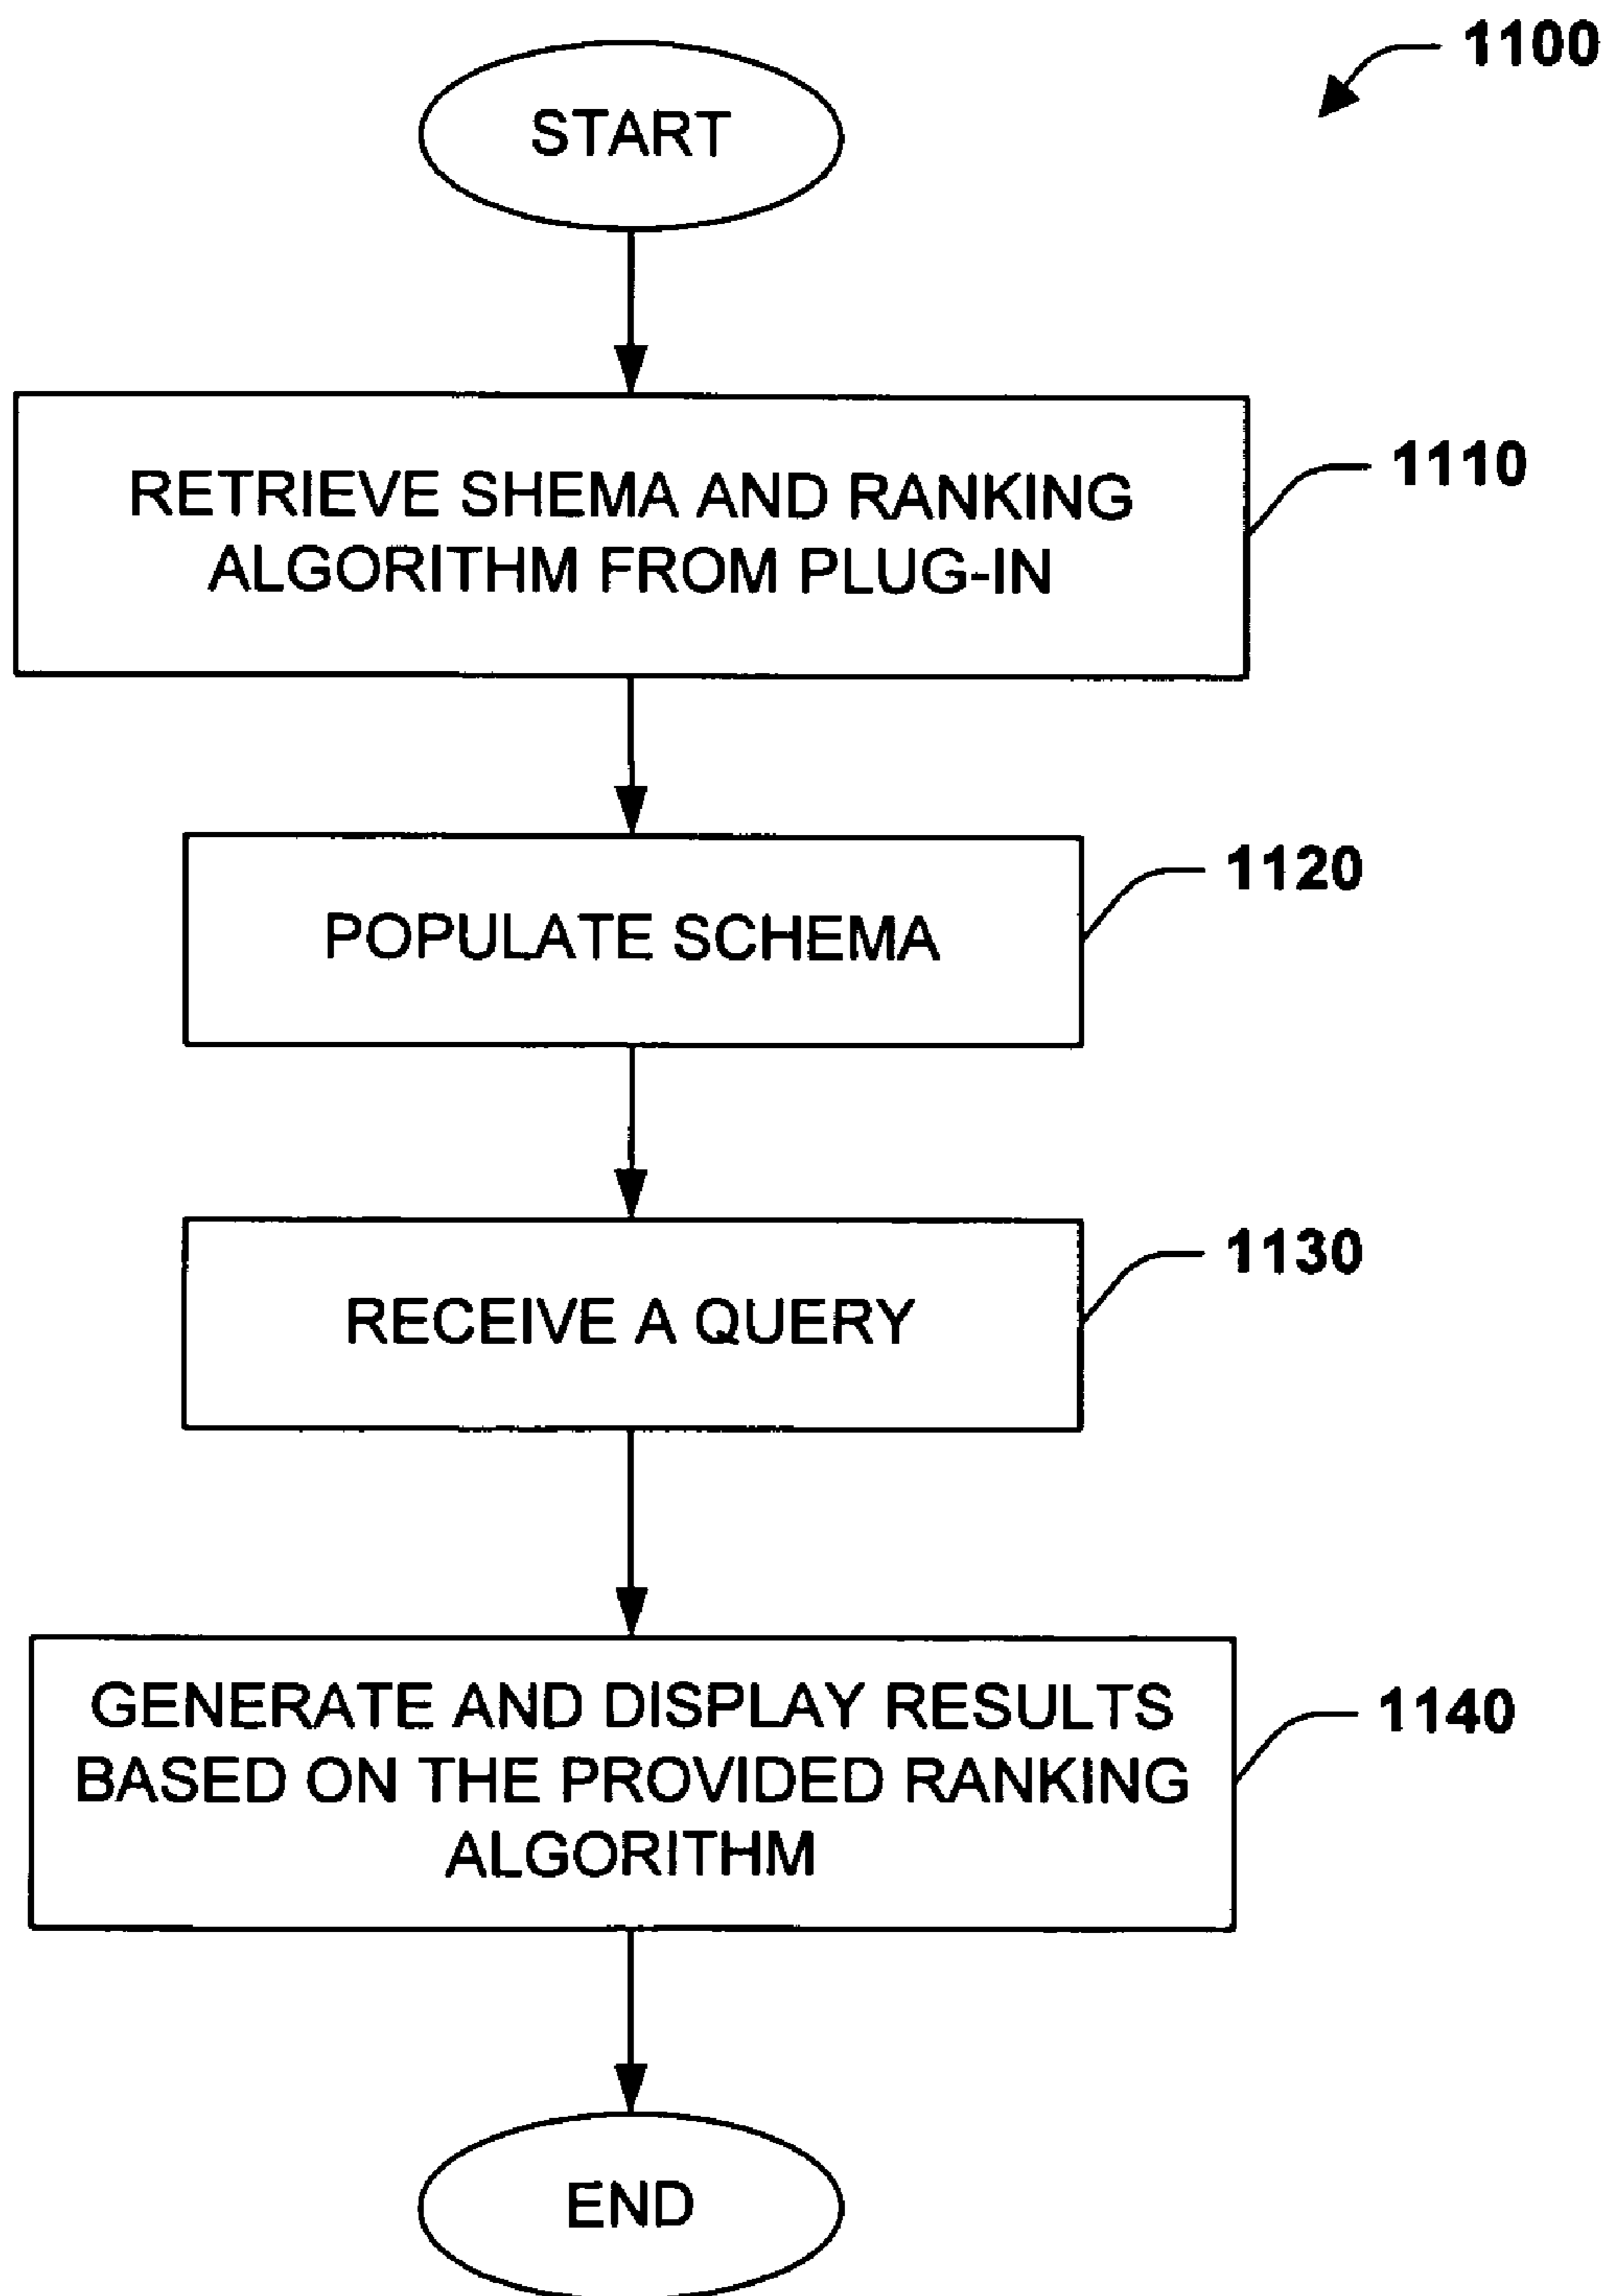 1100
START
RETRIEVE SHEMA AND RANKING
ALGORITHM FROM PLUG-IN
1110
POPULATE SCHEMA
1120
RECEIVE A QUERY
1130
GENERATE AND DISPLAY RESULTS
BASED ON THE PROVIDED RANKING
ALGORITHM
1140
END